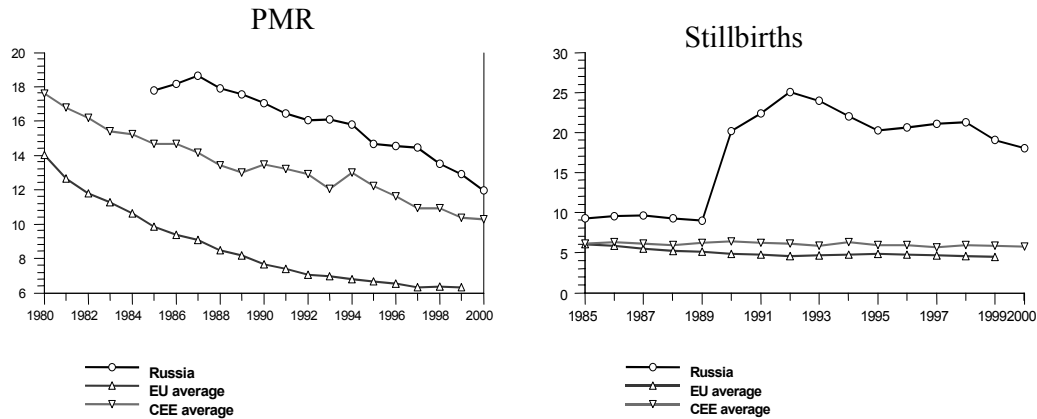 PMR
20
18
16
14
12
10
8
6
1980 1982 1984 1986 1988 1990 1992 1994 1996 1998 2000
Russia
EU average
CEE average
Stillbirths
30
25
20
15
10
5
0
1985 1987 1989 1991 1993 1995 1997 19992000
Russia
EU average
CEE average